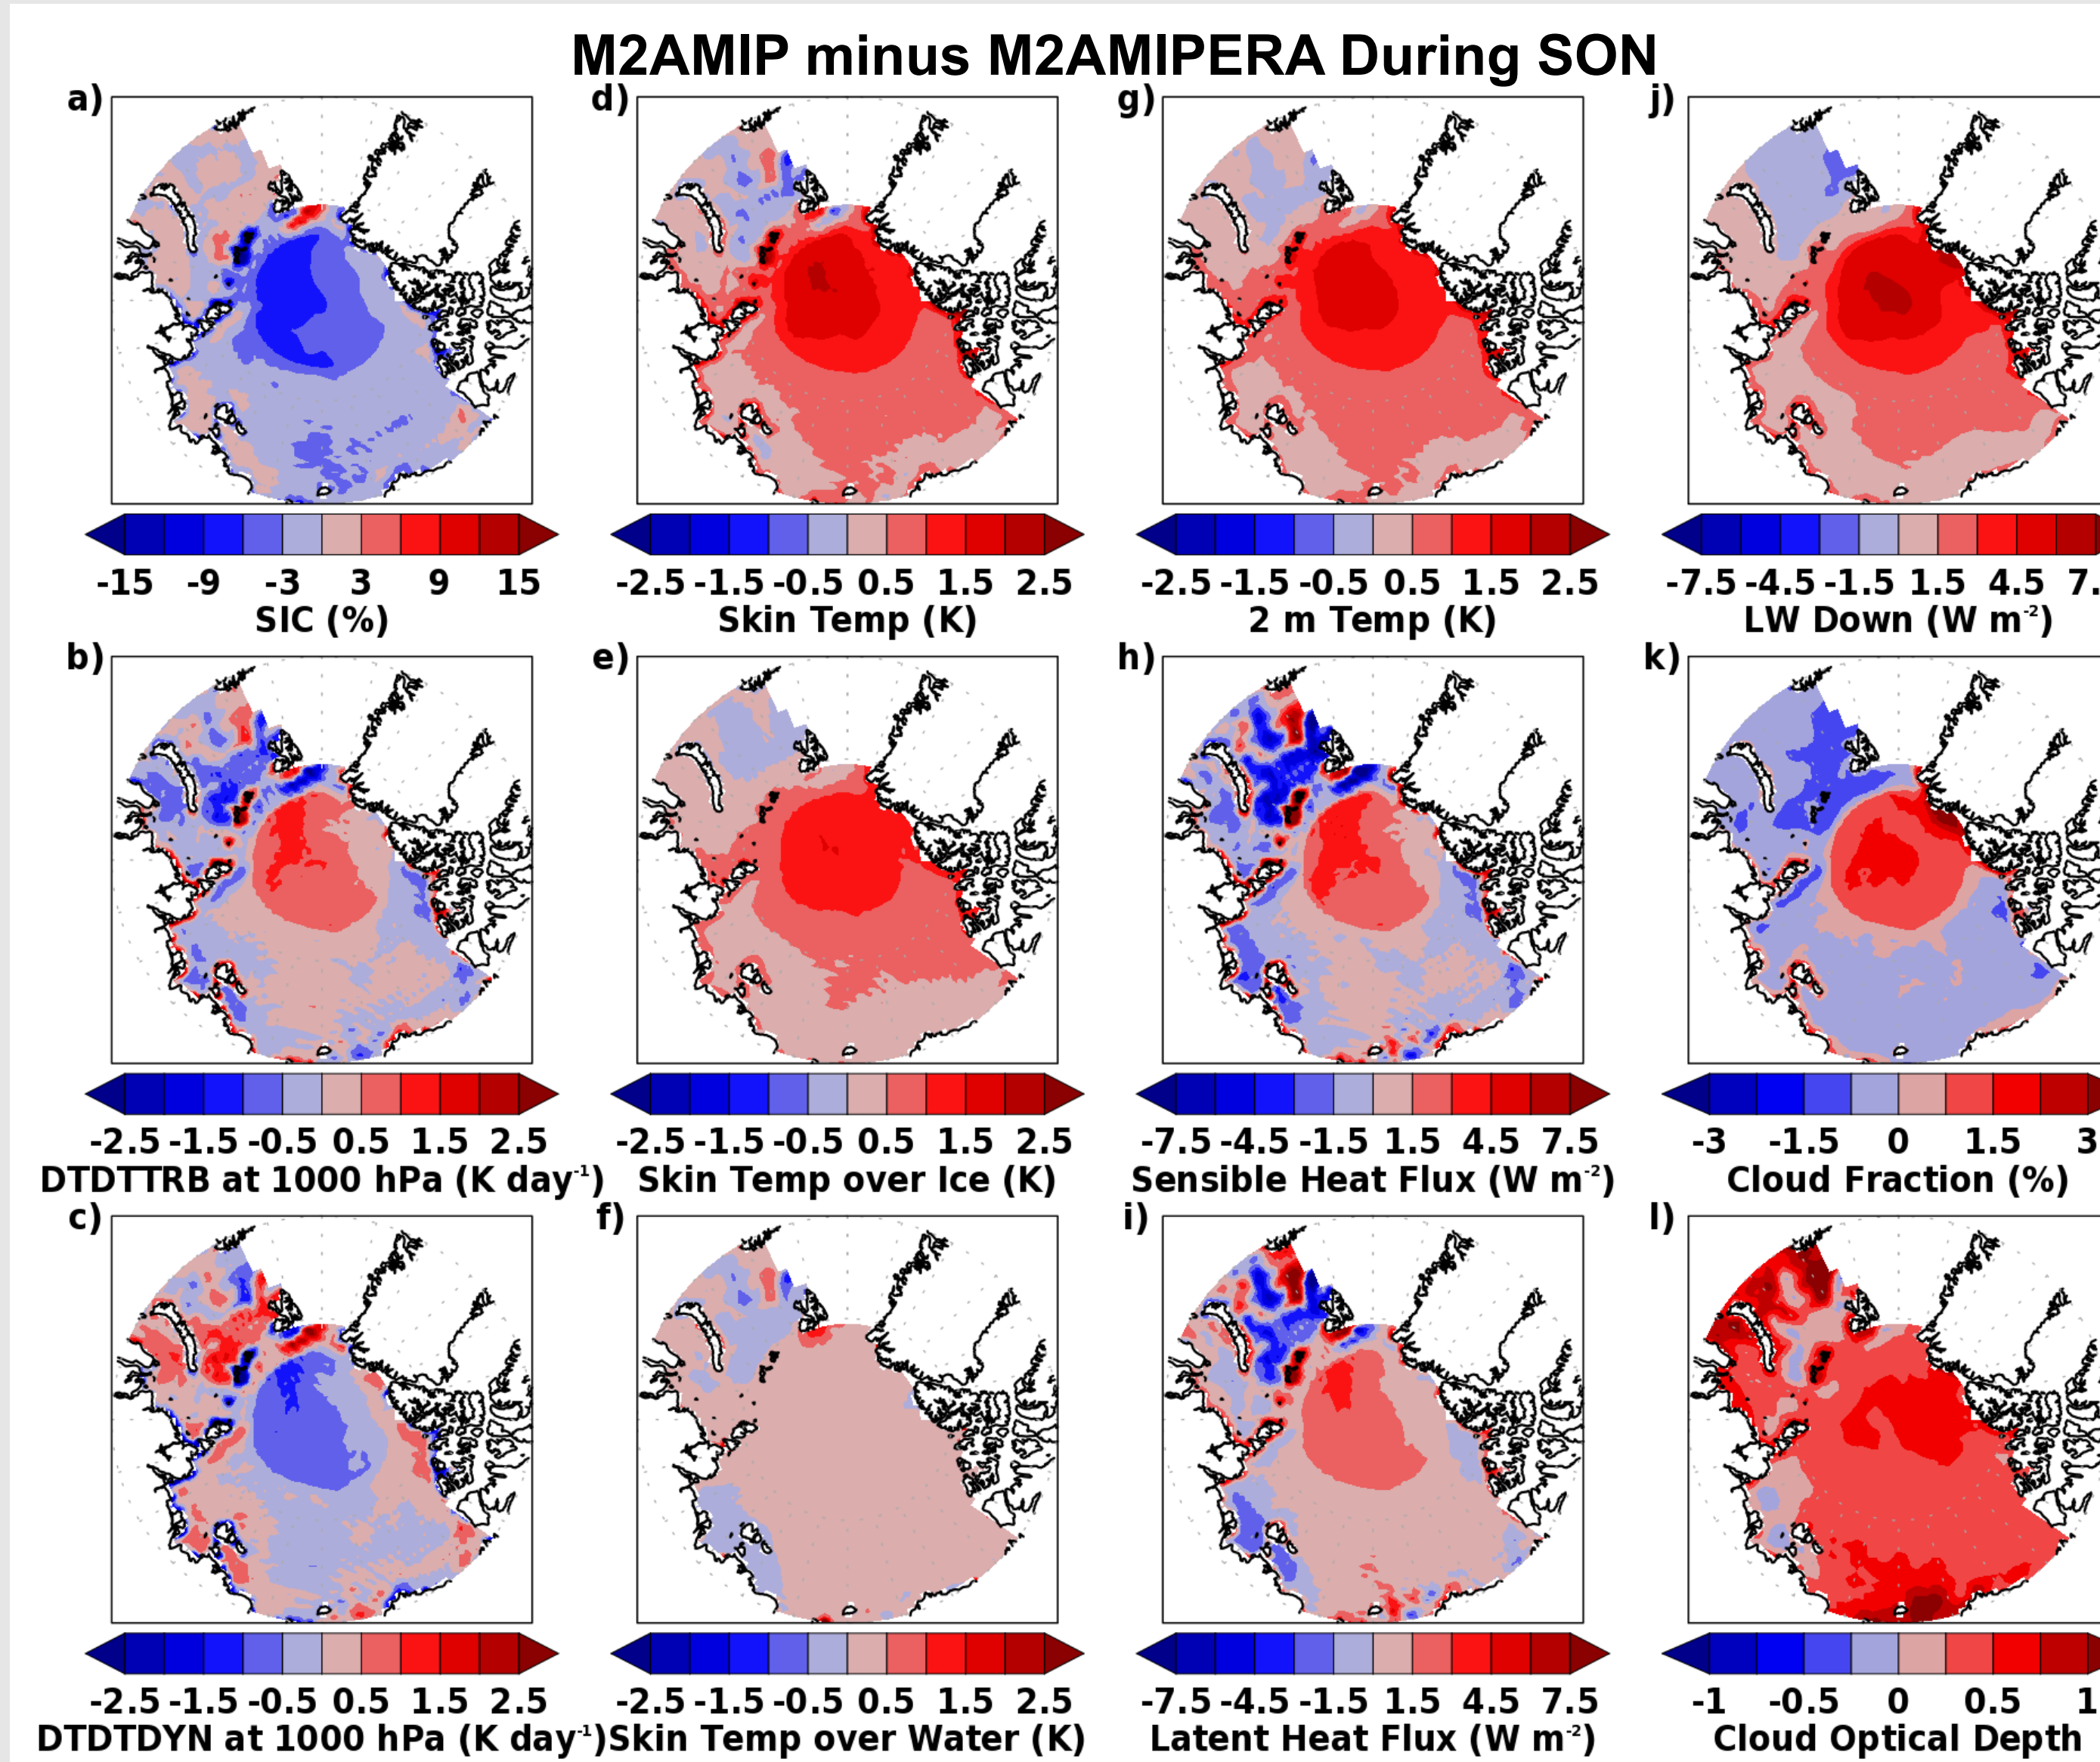 M2AMIP minus M2AMIPERA During SON
a) d) g) j)
-15 -9 -3 3 9 15 -2.5 -1.5 -0.5 0.5 1.5 2.5 -2.5 -1.5 -0.5 0.5 1.5 2.5 -7.5 -4.5 -1.5 1.5 4.5 7.
SIC (%) Skin Temp (K) 2 m Temp (K) LW Down (W m⁻²)
b) e) h) k)
-2.5 -1.5 -0.5 0.5 1.5 2.5 -2.5 -1.5 -0.5 0.5 1.5 2.5 -7.5 -4.5 -1.5 1.5 4.5 7.5 -3 -1.5 0 1.5 3
DTDTTRB at 1000 hPa (K day⁻¹) Skin Temp over Ice (K) Sensible Heat Flux (W m⁻²) Cloud Fraction (%)
c) f) i) l)
-2.5 -1.5 -0.5 0.5 1.5 2.5 -2.5 -1.5 -0.5 0.5 1.5 2.5 -7.5 -4.5 -1.5 1.5 4.5 7.5 -1 -0.5 0 0.5 1
DTDTDYN at 1000 hPa (K day⁻¹) Skin Temp over Water (K) Latent Heat Flux (W m⁻²) Cloud Optical Depth